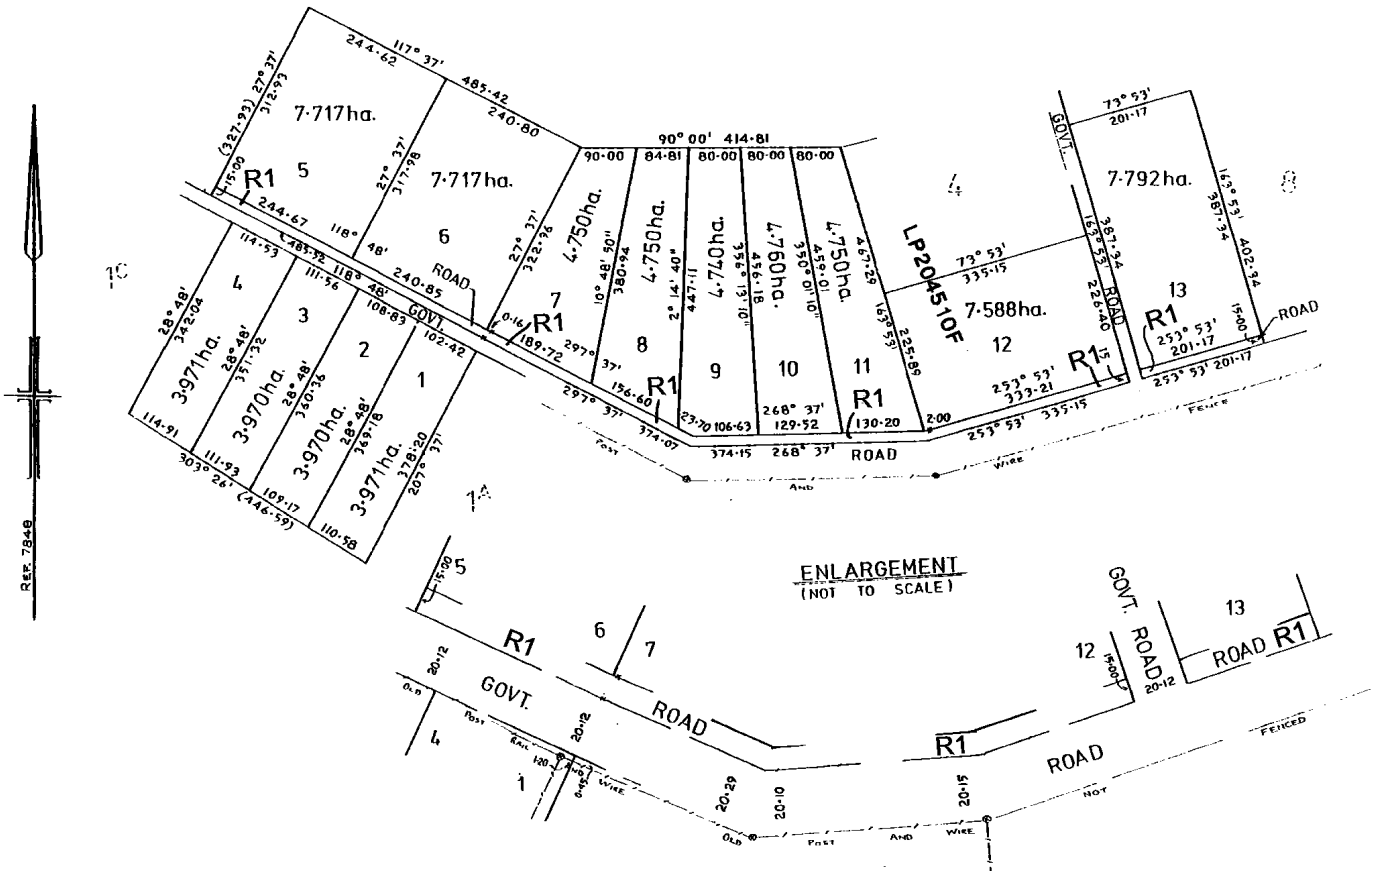 117° 37'
244·62
485·42
240·80
(327·93) 27° 37'
312·93
7·717ha.
5
15·00
R1
27° 37'
317·98
7·717ha.
6
244·67
118° 48'
240·85
ROAD
(485·52
118° 48'
GOVT.
27° 37'
322·96
90° 00' 414·81
90·00
84·81
80·00
80·00
80·00
4·750ha.
7
10° 48' 50"
380·94
4·750ha.
8
2° 14' 40"
447·11
4·740ha.
9
356° 13' 10"
456·18
4·760ha.
10
350° 01' 10"
459·01
4·750ha.
11
467·29
163° 53'
225·89
0·16
R1
189·72
297° 37'
156·60
R1
297° 37'
374·07
23·70
106·63
268° 37'
129·52
R1
130·20
2·00
374·15 268° 37'
ROAD
4
LP204510F
73° 53'
335·15
7·588ha.
12
253° 53'
333·21
R1
15
253° 53'
335·15
GOVT.
ROAD
387·34
163° 53'
226·40
73° 53'
201·17
7·792ha.
13
R1
253° 53'
201·17
163° 53'
387·34
402·34
15·00
ROAD
253° 53' 201·17
8
1C
114·53
111·56
108·83
102·42
4
3
2
1
28° 48'
342·04
3·971ha.
28° 48'
351·32
3·970ha.
28° 48'
360·36
3·970ha.
28° 48'
369·18
3·971ha.
378·20
207° 37'
114·91
111·93
109·17
110·58
303° 26' (446·59)
1A
POST
AND
WIRE
FENCE
REF. 7848
ENLARGEMENT
(NOT TO SCALE)
5
15·00
R1
6
7
20·12
GOVT.
ROAD
OLD
POST
RAIL
AND
WIRE
20·12
4
1
1·20
0·45
20·29
20·10
R1
20·15
OLD
POST
AND
WIRE
ROAD
NOT
FENCED
12
15·00
GOVT. ROAD
20·12
13
ROAD
R1